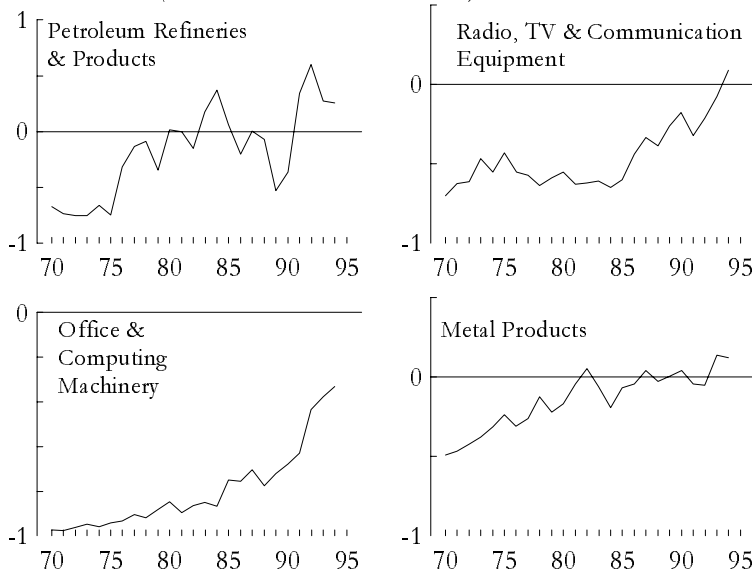 1
Petroleum Refineries
& Products
0
-1
70 75 80 85 90 95
Radio, TV & Communication
Equipment
0
-1
70 75 80 85 90 95
0
Office &
Computing
Machinery
-1
70 75 80 85 90 95
Metal Products
0
-1
70 75 80 85 90 95